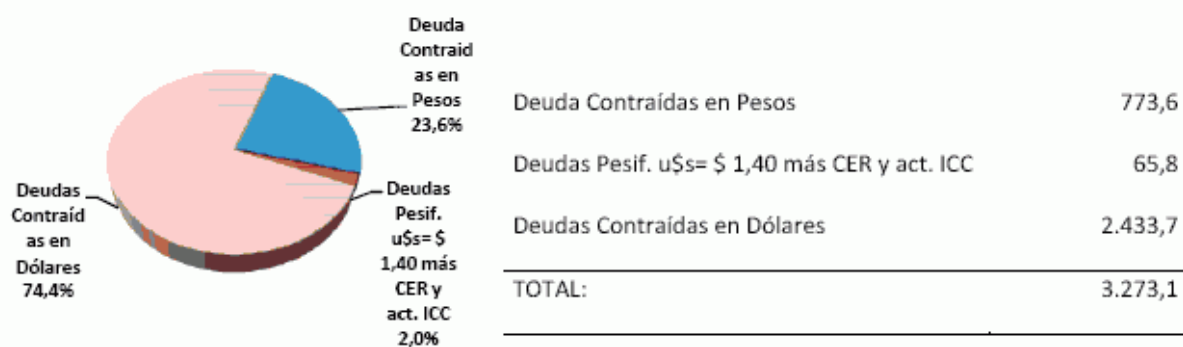 Deuda
Contraid
as en
Pesos
23,6%
Deudas
Contraíd
as en
Dólares
74,4%
Deudas
Pesif.
u$s= $
1,40 más
CER y
act. ICC
2,0%
Deuda Contraídas en Pesos 773,6
Deudas Pesif. u$s= $ 1,40 más CER y act. ICC 65,8
Deudas Contraídas en Dólares 2.433,7
TOTAL: 3.273,1